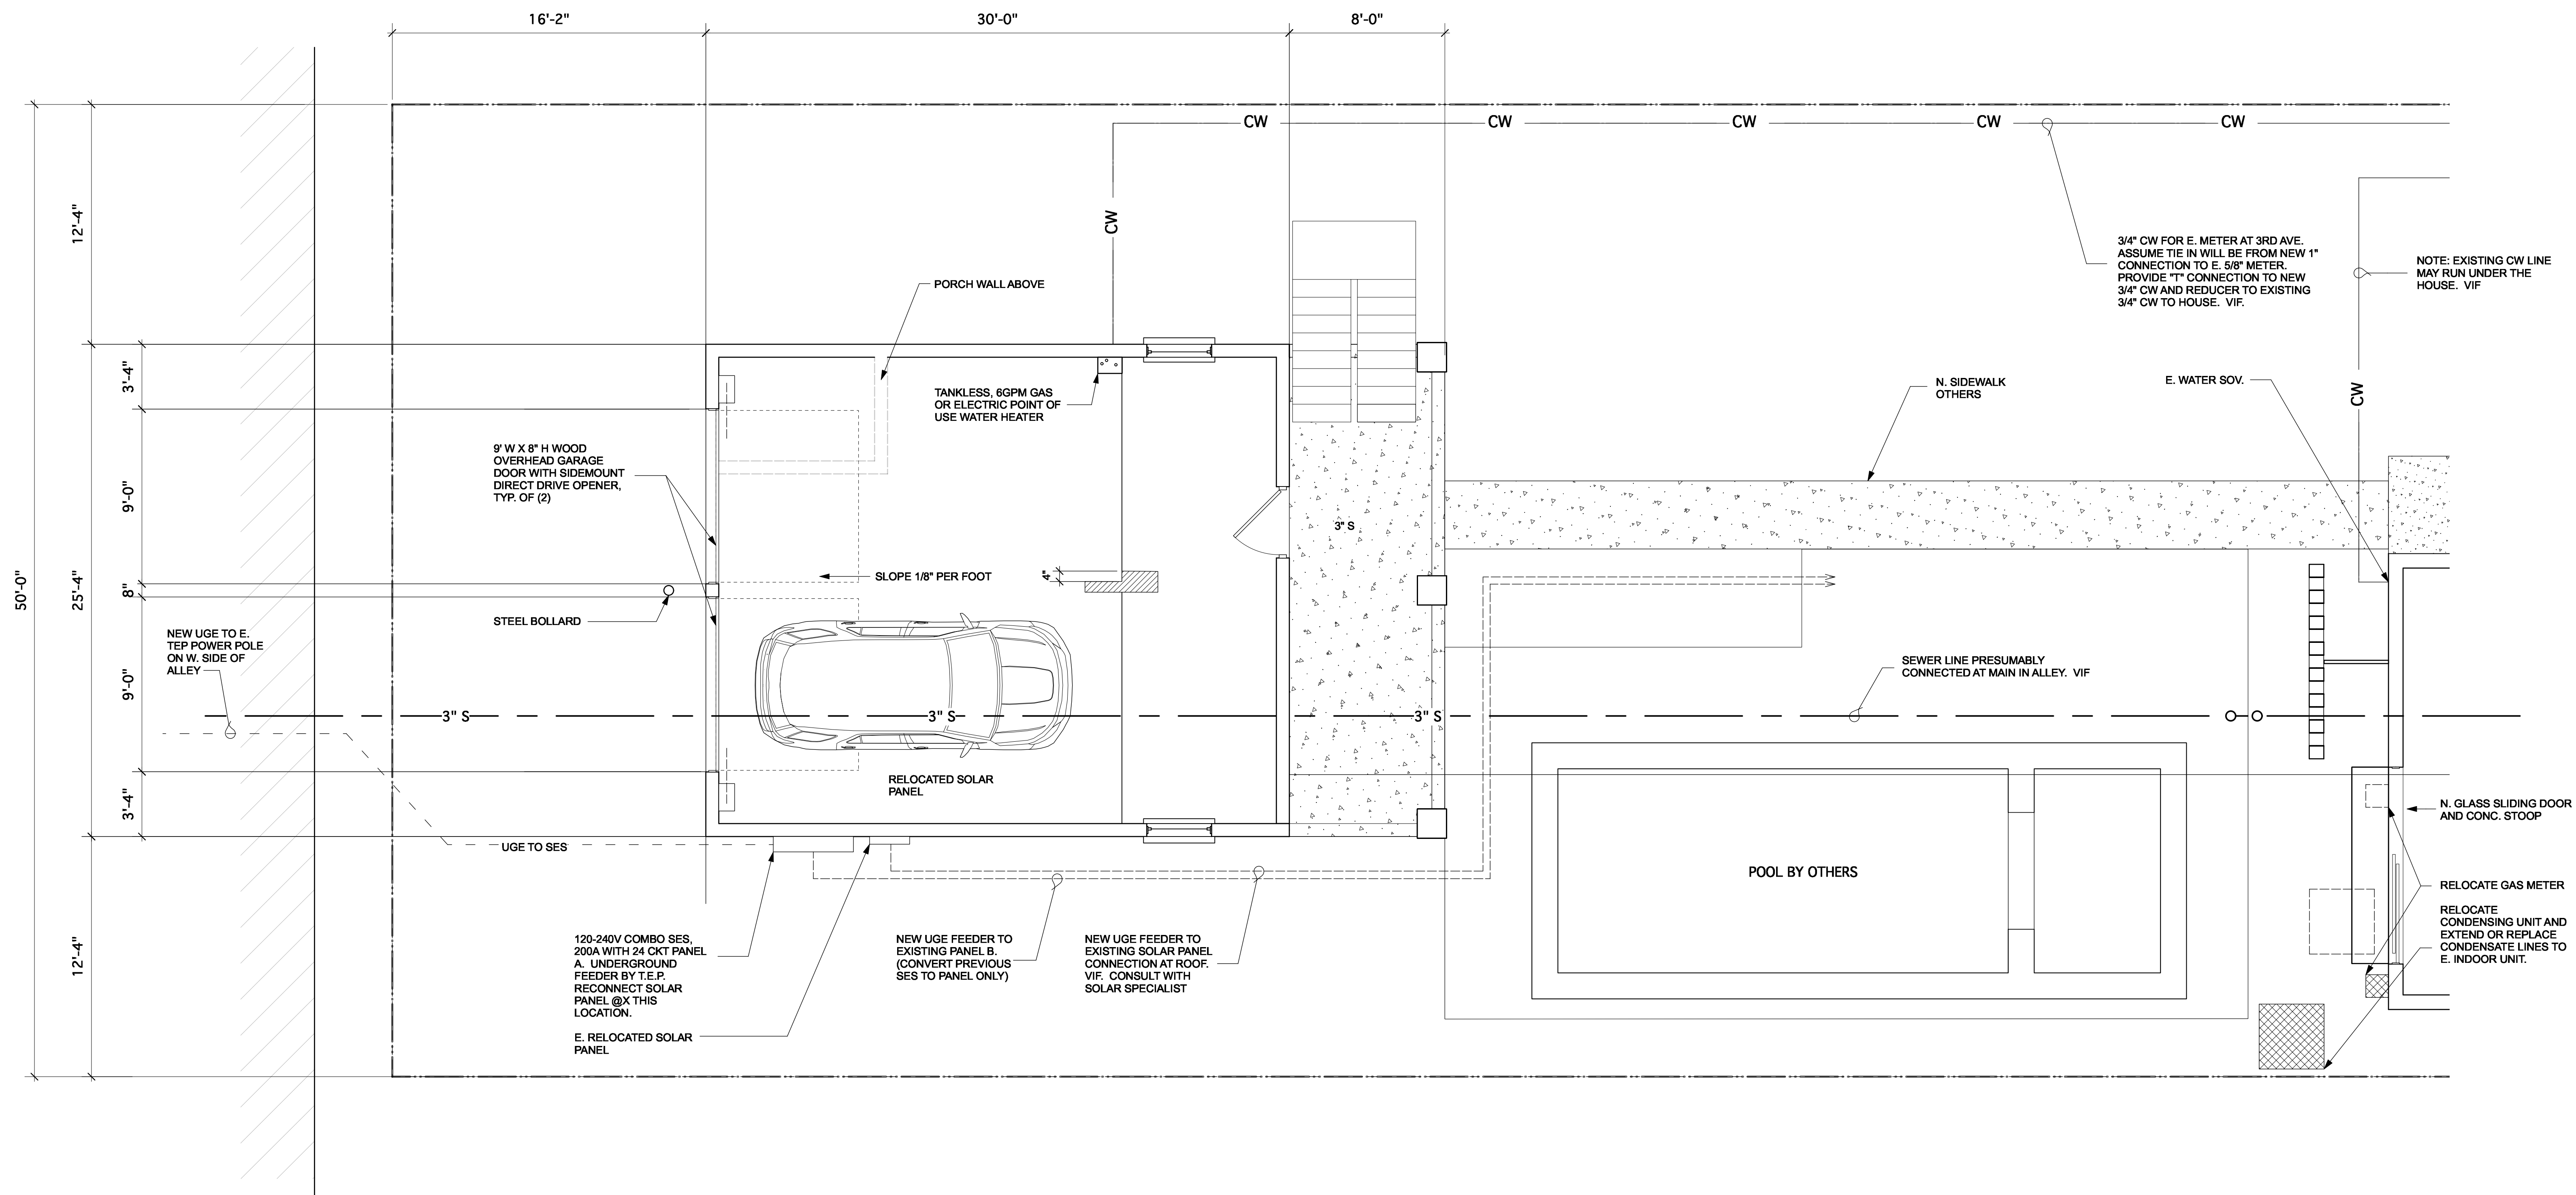 16'-2"
30'-0"
8'-0"
CW
CW
CW
CW
CW
CW
CW
12'-4"
50'-0"
25'-4"
12'-4"
3'-4"
9'-0"
8"
9'-0"
3'-4"
3/4" CW FOR E. METER AT 3RD AVE.
ASSUME TIE IN WILL BE FROM NEW 1"
CONNECTION TO E. 5/8" METER.
PROVIDE "T" CONNECTION TO NEW
3/4" CW AND REDUCER TO EXISTING
3/4" CW TO HOUSE. VIF.
NOTE: EXISTING CW LINE
MAY RUN UNDER THE
HOUSE. VIF
PORCH WALL ABOVE
TANKLESS, 6GPM GAS
OR ELECTRIC POINT OF
USE WATER HEATER
N. SIDEWALK
OTHERS
E. WATER SOV.
9' W X 8" H WOOD
OVERHEAD GARAGE
DOOR WITH SIDEMOUNT
DIRECT DRIVE OPENER,
TYP. OF (2)
3" S
SLOPE 1/8" PER FOOT
4"
STEEL BOLLARD
NEW UGE TO E.
TEP POWER POLE
ON W. SIDE OF
ALLEY
SEWER LINE PRESUMABLY
CONNECTED AT MAIN IN ALLEY. VIF
3" S
3" S
3" S
RELOCATED SOLAR
PANEL
UGE TO SES
N. GLASS SLIDING DOOR
AND CONC. STOOP
POOL BY OTHERS
RELOCATE GAS METER
RELOCATE
CONDENSING UNIT AND
EXTEND OR REPLACE
CONDENSATE LINES TO
E. INDOOR UNIT.
120-240V COMBO SES,
200A WITH 24 CKT PANEL
A. UNDERGROUND
FEEDER BY T.E.P.
RECONNECT SOLAR
PANEL @X THIS
LOCATION.
E. RELOCATED SOLAR
PANEL
NEW UGE FEEDER TO
EXISTING PANEL B.
(CONVERT PREVIOUS
SES TO PANEL ONLY)
NEW UGE FEEDER TO
EXISTING SOLAR PANEL
CONNECTION AT ROOF.
VIF. CONSULT WITH
SOLAR SPECIALIST